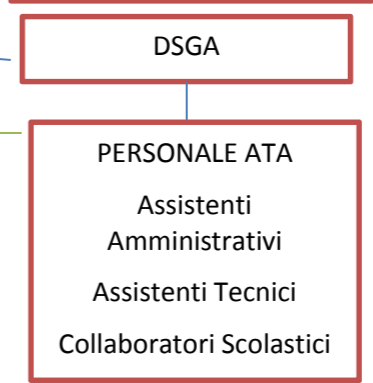 DSGA
PERSONALE ATA
Assistenti
Amministrativi
Assistenti Tecnici
Collaboratori Scolastici